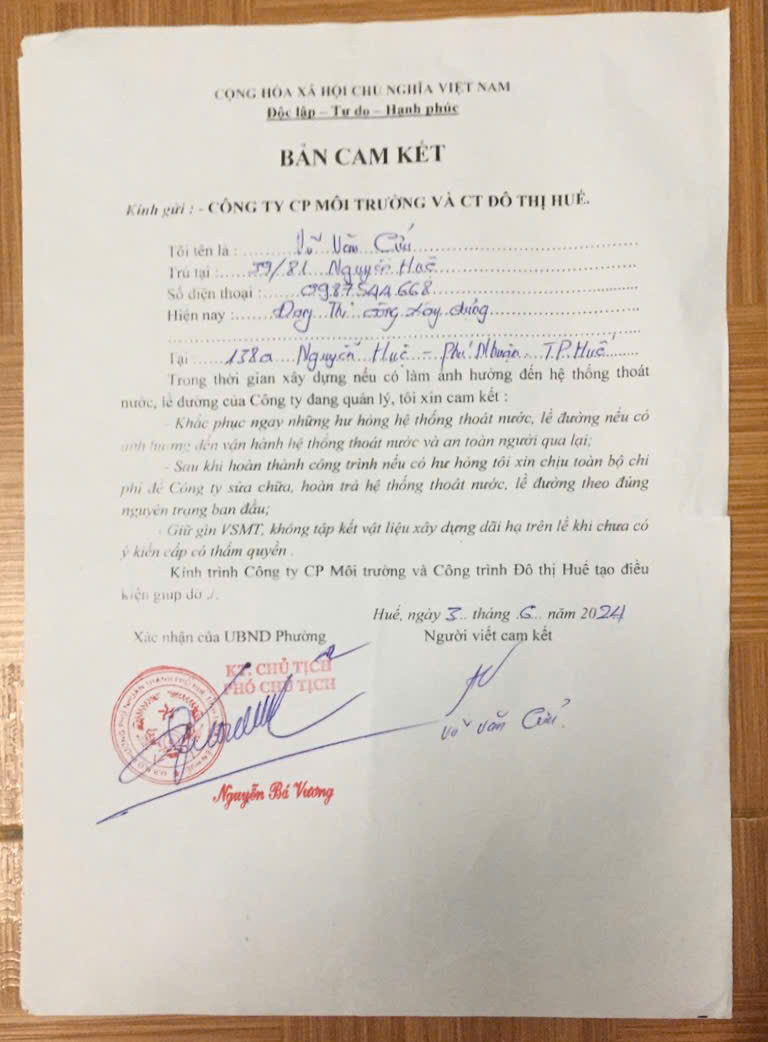 CỘNG HÒA XÃ HỘI CHỦ NGHĨA VIỆT NAM
Độc lập – Tự do – Hạnh phúc
BẢN CAM KẾT
Kính gửi : - CÔNG TY CP MÔI TRƯỜNG VÀ CT ĐÔ THỊ HUẾ.
Tôi tên là : Võ Văn Cửu
Trú tại : 39/81 Nguyễn Huệ
Số điện thoại : 0987.544.668
Hiện nay : Đang Thi công xây dựng
Tại 138a Nguyễn Huệ - Phú Nhuận - T.P. Huế
Trong thời gian xây dựng nếu có làm ảnh hưởng đến hệ thống thoát
nước, lề đường của Công ty đang quản lý, tôi xin cam kết :
- Khắc phục ngay những hư hỏng hệ thống thoát nước, lề đường nếu có
ảnh hưởng đến vận hành hệ thống thoát nước và an toàn người qua lại;
- Sau khi hoàn thành công trình nếu có hư hỏng tôi xin chịu toàn bộ chi
phí để Công ty sửa chữa, hoàn trả hệ thống thoát nước, lề đường theo đúng
nguyên trạng ban đầu;
- Giữ gìn VSMT, không tập kết vật liệu xây dựng dài hạ trên lề khi chưa có
ý kiến cấp có thẩm quyền .
Kính trình Công ty CP Môi trường và Công trình Đô thị Huế tạo điều
kiện giúp đỡ ./.
Huế, ngày 3 tháng 6 năm 2024
Xác nhận của UBND Phường Người viết cam kết
KT. CHỦ TỊCH
PHÓ CHỦ TỊCH
Võ Văn Cửu
Nguyễn Bá Vương